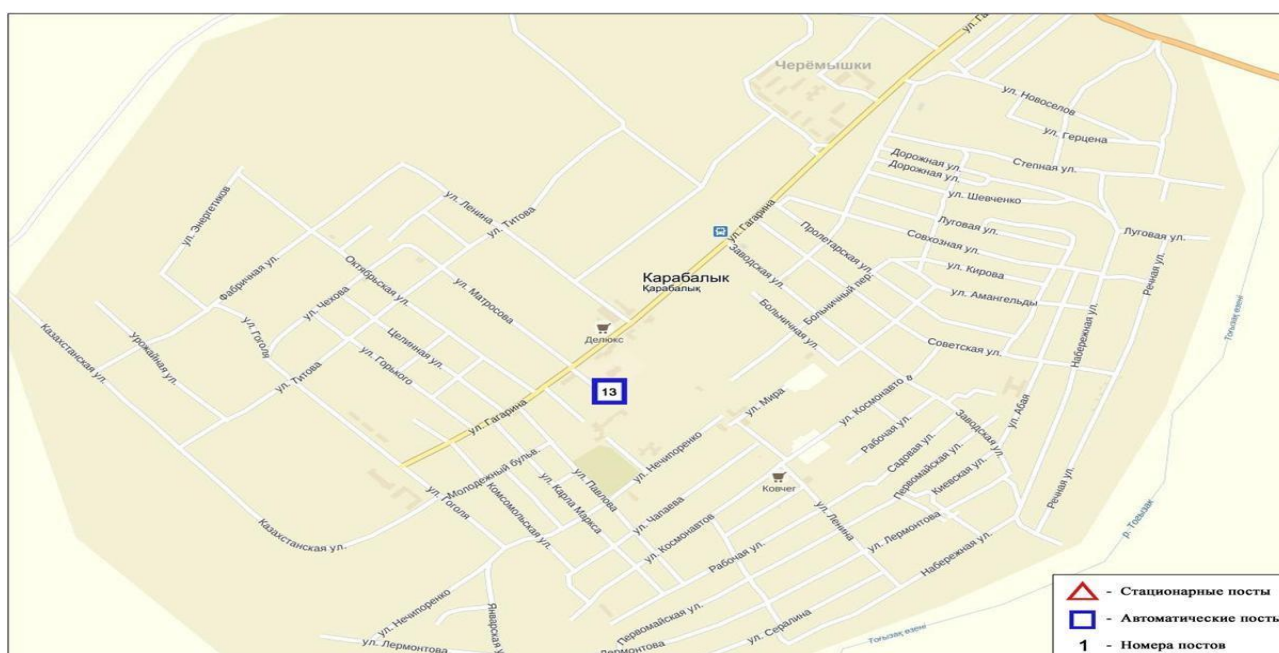 ул. Га
Черёмышки
ул. Новоселов
ул. Герцена
Дорожная ул.
Степная ул.
Дорожная ул.
ул. Шевченко
ул. Энергетиков
ул. Ленина
ул. Титова
ул. Гагарина
Пролетарская ул.
Луговая ул.
Луговая ул.
Совхозная ул.
Заводская ул.
Октябрьская ул.
Фабричная ул.
Карабалык
Қарабалық
ул. Кирова
Речная ул.
ул. Чехова
ул. Матросова
Больничный пер.
ул. Амангельды
Больничная ул.
Набережная ул.
Тоғызақ өзені
Казахстанская ул.
Урожайная ул.
ул. Гоголя
Целинная ул.
ул. Горького
Делюкс
Советская ул.
ул. Титова
13
ул. Гагарина
ул. Мира
ул. Космонавто в
ул. Абая
Заводская ул.
Рабочая ул.
Садовая ул.
Молодежный бульв.
ул. Нечипоренко
Первомайская ул.
Киевская ул.
Ковчег
Речная ул.
ул. Гоголя
Комсомольская ул.
ул. Карла Маркса
ул. Павлова
ул. Чапаева
ул. Ленина
р. Тогызак
Казахстанская ул.
ул. Космонавтов
Рабочая ул.
ул. Лермонтова
Набережная ул.
ул. Нечипоренко
Январская у
Первомайская ул.
ул. Сералина
Тоғызақ өзені
ул. Лермонтова
Лермонтова
- Стационарные посты
- Автоматические посты
1 - Номера постов